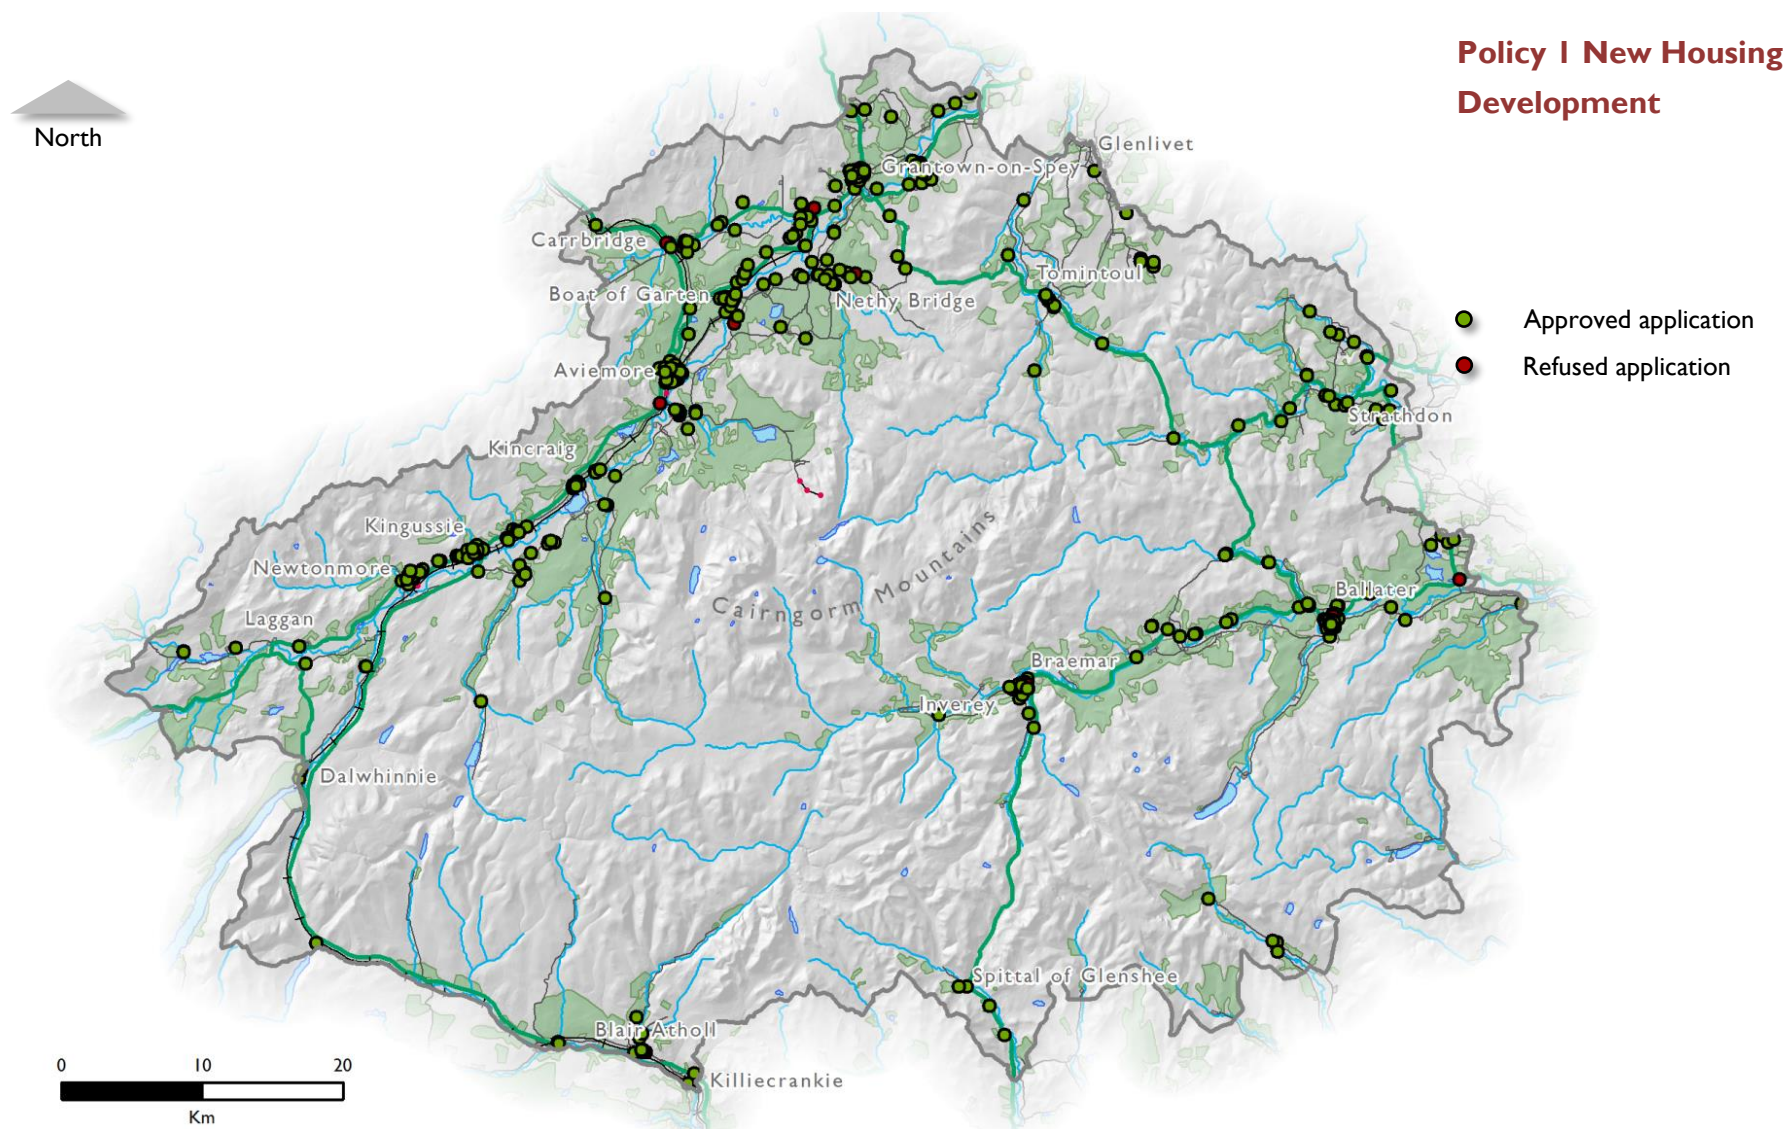 Policy 1 New Housing
Development
North
Glenlivet
Grantown-on-Spey
Carrbridge
Tomintoul
Boat of Garten
Nethy Bridge
Approved application
Refused application
Aviemore
Strathdon
Kincraig
Kingussie
Newtonmore
Cairngorm Mountains
Ballater
Laggan
Braemar
Inverey
Dalwhinnie
Spittal of Glenshee
Blair Atholl
Killiecrankie
0 10 20
Km